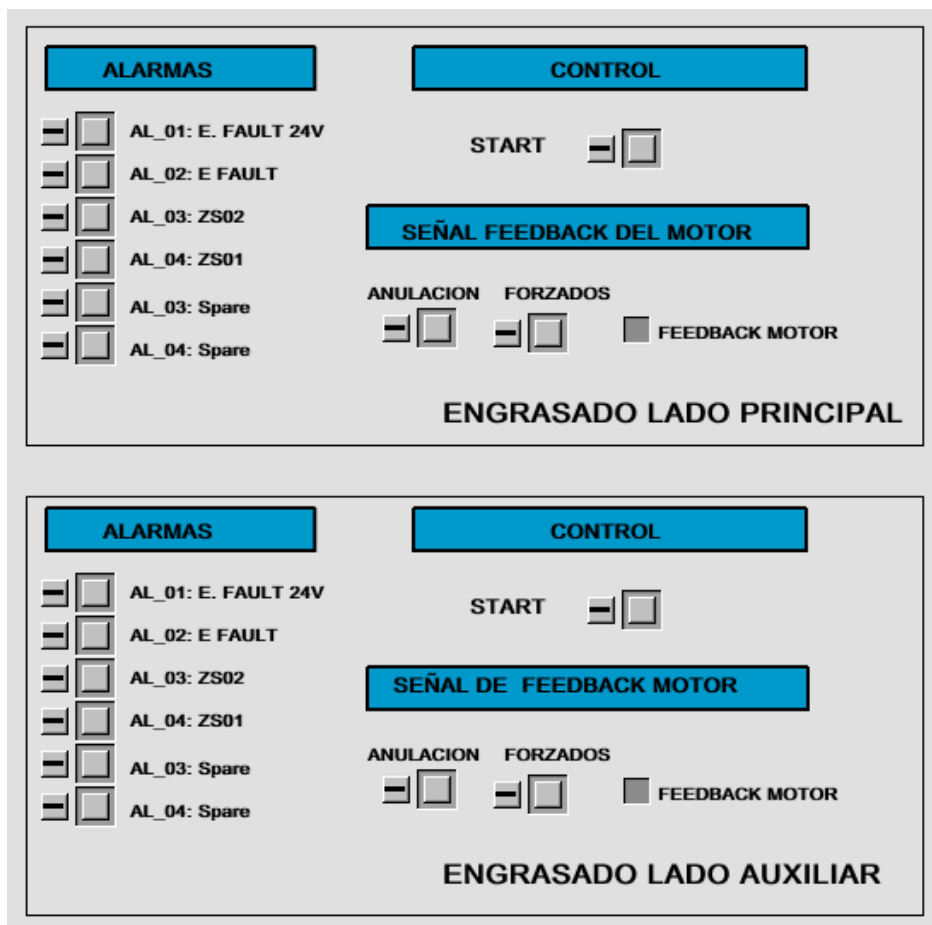 ALARMAS
CONTROL
AL_01: E. FAULT 24V
START
AL_02: E FAULT
AL_03: ZS02
SEÑAL FEEDBACK DEL MOTOR
AL_04: ZS01
ANULACION FORZADOS
AL_03: Spare
FEEDBACK MOTOR
AL_04: Spare
ENGRASADO LADO PRINCIPAL
ALARMAS
CONTROL
AL_01: E. FAULT 24V
START
AL_02: E FAULT
AL_03: ZS02
SEÑAL DE FEEDBACK MOTOR
AL_04: ZS01
ANULACION FORZADOS
AL_03: Spare
FEEDBACK MOTOR
AL_04: Spare
ENGRASADO LADO AUXILIAR